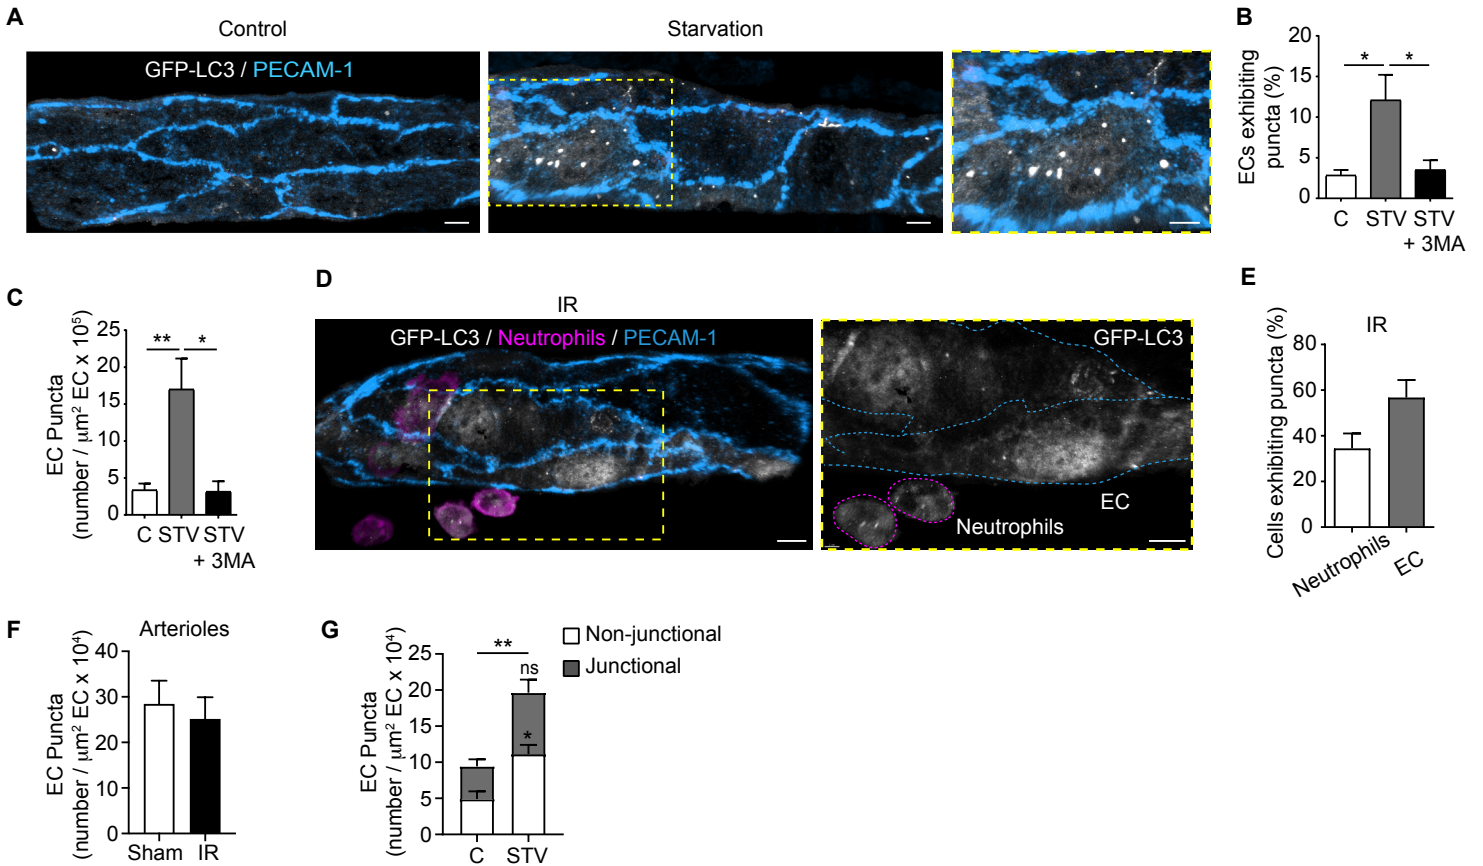 A
Control
Starvation
GFP-LC3 / PECAM-1
B
ECs exhibiting
puncta (%)
20
15
10
5
0
*
*
C
STV
STV
+ 3MA
C
EC Puncta
(number / μm² EC x 10⁵)
25
20
15
10
5
0
**
*
C
STV
STV
+ 3MA
D
IR
GFP-LC3 / Neutrophils / PECAM-1
GFP-LC3
EC
Neutrophils
E
IR
Cells exhibiting puncta (%)
80
60
40
20
0
Neutrophils
EC
F
Arterioles
EC Puncta
(number / μm² EC x 10⁴)
40
30
20
10
0
Sham
IR
G
EC Puncta
(number / μm² EC x 10⁴)
25
20
15
10
5
0
**
ns
*
C
STV
Non-junctional
Junctional